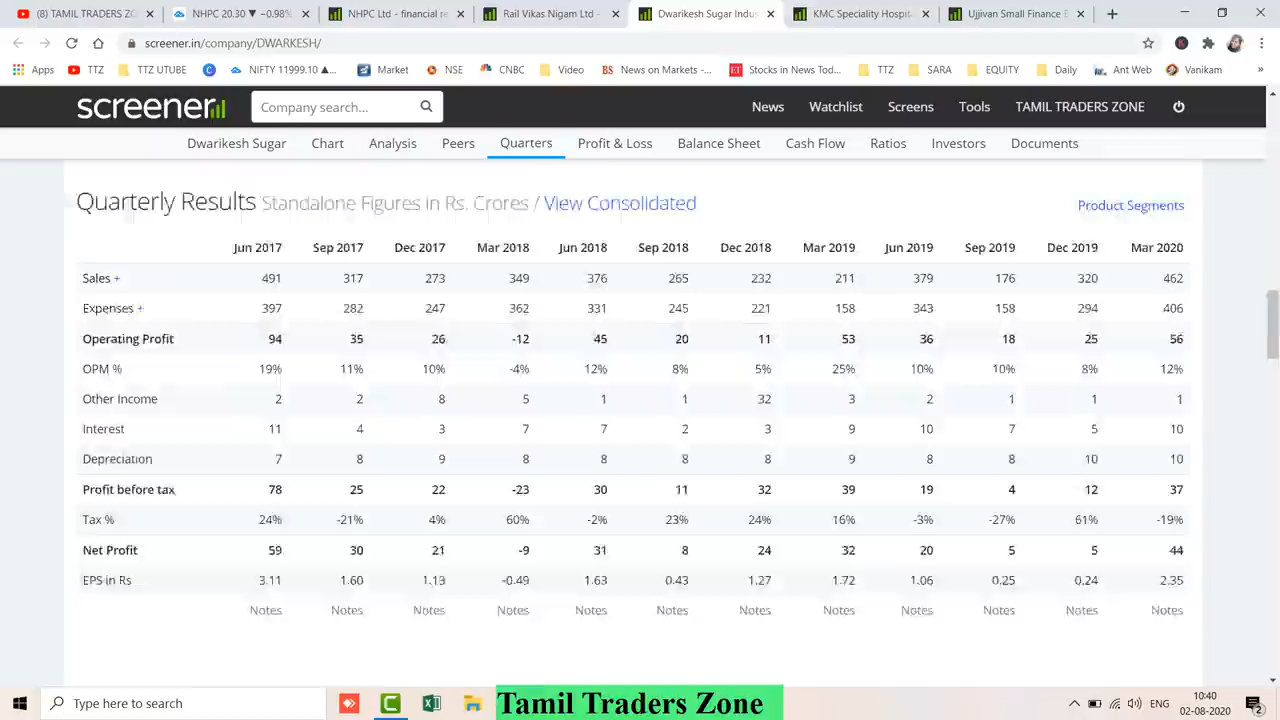 (8) TAMIL TRADERS ZO
NHPC 20.30 ▼ −0.98%
NHPC Ltd - financial re
Rail Vikas Nigam Ltd -
Dwarikesh Sugar Indus
KMC Speciality Hospita
Ujjivan Small Finance B
screener.in/company/DWARKESH/
Apps TTZ TTZ UTUBE NIFTY 11999.10 ▲... Market NSE CNBC Video News on Markets -... Stocks in News Tod... TTZ SARA EQUITY Daily Ant Web Vanikam »
screener Company search... News Watchlist Screens Tools TAMIL TRADERS ZONE
Dwarikesh Sugar Chart Analysis Peers Quarters Profit & Loss Balance Sheet Cash Flow Ratios Investors Documents
Quarterly Results Standalone Figures in Rs. Crores / View Consolidated Product Segments
Jun 2017 Sep 2017 Dec 2017 Mar 2018 Jun 2018 Sep 2018 Dec 2018 Mar 2019 Jun 2019 Sep 2019 Dec 2019 Mar 2020
Sales + 491 317 273 349 376 265 232 211 379 176 320 462
Expenses + 397 282 247 362 331 245 221 158 343 158 294 406
Operating Profit 94 35 26 -12 45 20 11 53 36 18 25 56
OPM % 19% 11% 10% -4% 12% 8% 5% 25% 10% 10% 8% 12%
Other Income 2 2 8 5 1 1 32 3 2 1 1 1
Interest 11 4 3 7 7 2 3 9 10 7 5 10
Depreciation 7 8 9 8 8 8 8 9 8 8 10 10
Profit before tax 78 25 22 -23 30 11 32 39 19 4 12 37
Tax % 24% -21% 4% 60% -2% 23% 24% 16% -3% -27% 61% -19%
Net Profit 59 30 21 -9 31 8 24 32 20 5 5 44
EPS in Rs 3.11 1.60 1.13 -0.49 1.63 0.43 1.27 1.72 1.06 0.25 0.24 2.35
Notes Notes Notes Notes Notes Notes Notes Notes Notes Notes Notes Notes
Type here to search
Tamil Traders Zone
ENG
10:40
02-08-2020
2